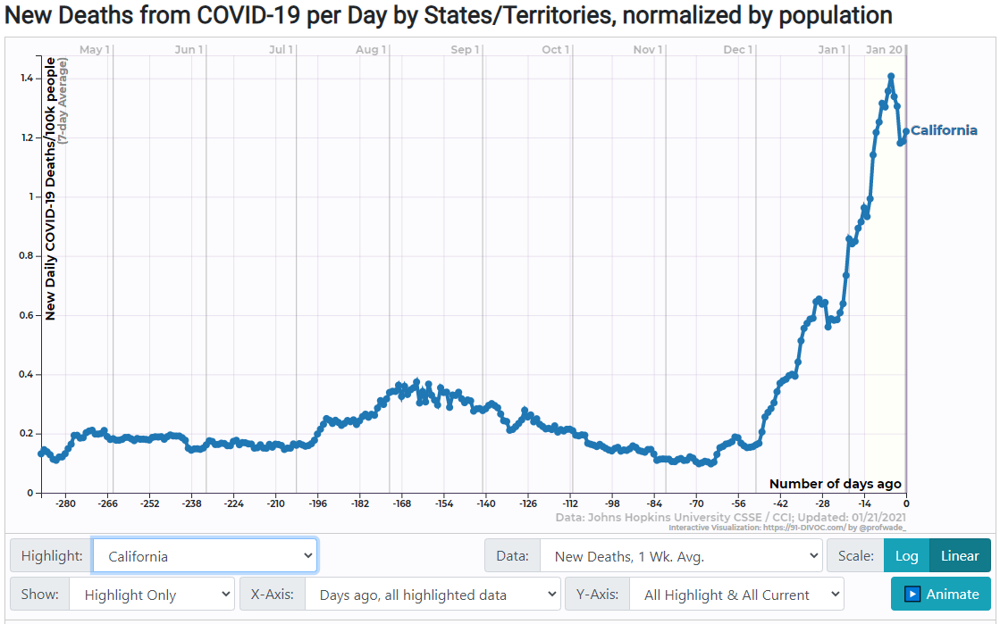 New Deaths from COVID-19 per Day by States/Territories, normalized by population
May 1 Jun 1 Jul 1 Aug 1 Sep 1 Oct 1 Nov 1 Dec 1 Jan 1 Jan 20
New Daily COVID-19 Deaths/100k people
(7-day Average)
1.4
1.2
1
0.8
0.6
0.4
0.2
0
California
Number of days ago
-280 -266 -252 -238 -224 -210 -196 -182 -168 -154 -140 -126 -112 -98 -84 -70 -56 -42 -28 -14 0
Data: Johns Hopkins University CSSE / CCI; Updated: 01/21/2021
Interactive Visualization: https://91-DIVOC.com/ by @profwade_
Highlight: California Data: New Deaths, 1 Wk. Avg. Scale: Log Linear
Show: Highlight Only X-Axis: Days ago, all highlighted data Y-Axis: All Highlight & All Current Animate